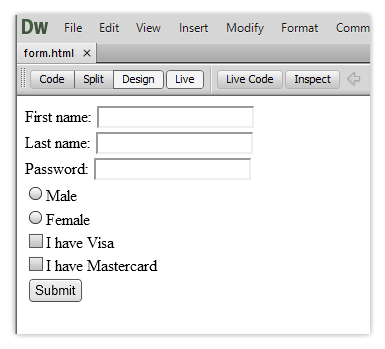 Dw File Edit View Insert Modify Format Comm
form.html ×
Code Split Design Live Live Code Inspect
First name:
Last name:
Password:
Male
Female
I have Visa
I have Mastercard
Submit